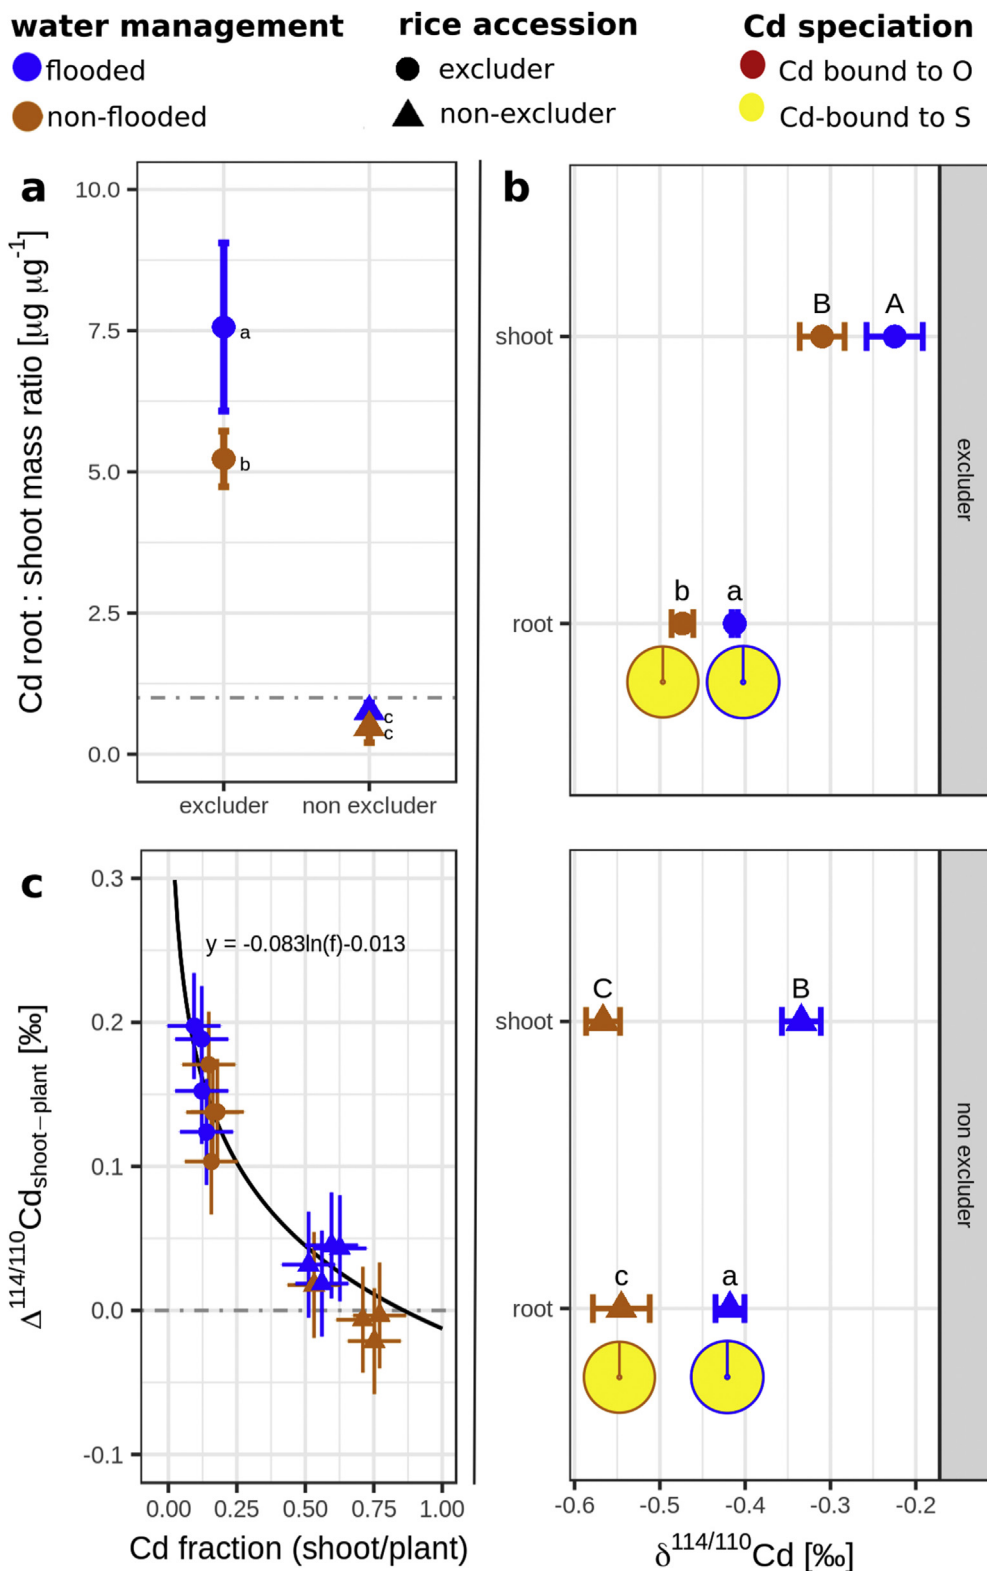 water management
flooded
non-flooded
rice accession
excluder
non-excluder
Cd speciation
Cd bound to O
Cd-bound to S
a
Cd root : shoot mass ratio [µg µg⁻¹]
10.0
7.5
5.0
2.5
0.0
a
b
c
c
excluder
non excluder
b
shoot
root
B
A
b
a
excluder
shoot
root
C
B
c
a
non excluder
-0.6
-0.5
-0.4
-0.3
-0.2
δ¹¹⁴ᐟ¹¹⁰Cd [‰]
c
Δ¹¹⁴ᐟ¹¹⁰Cd shoot−plant [‰]
0.3
0.2
0.1
0.0
-0.1
y = -0.083ln(f)-0.013
0.00
0.25
0.50
0.75
1.00
Cd fraction (shoot/plant)